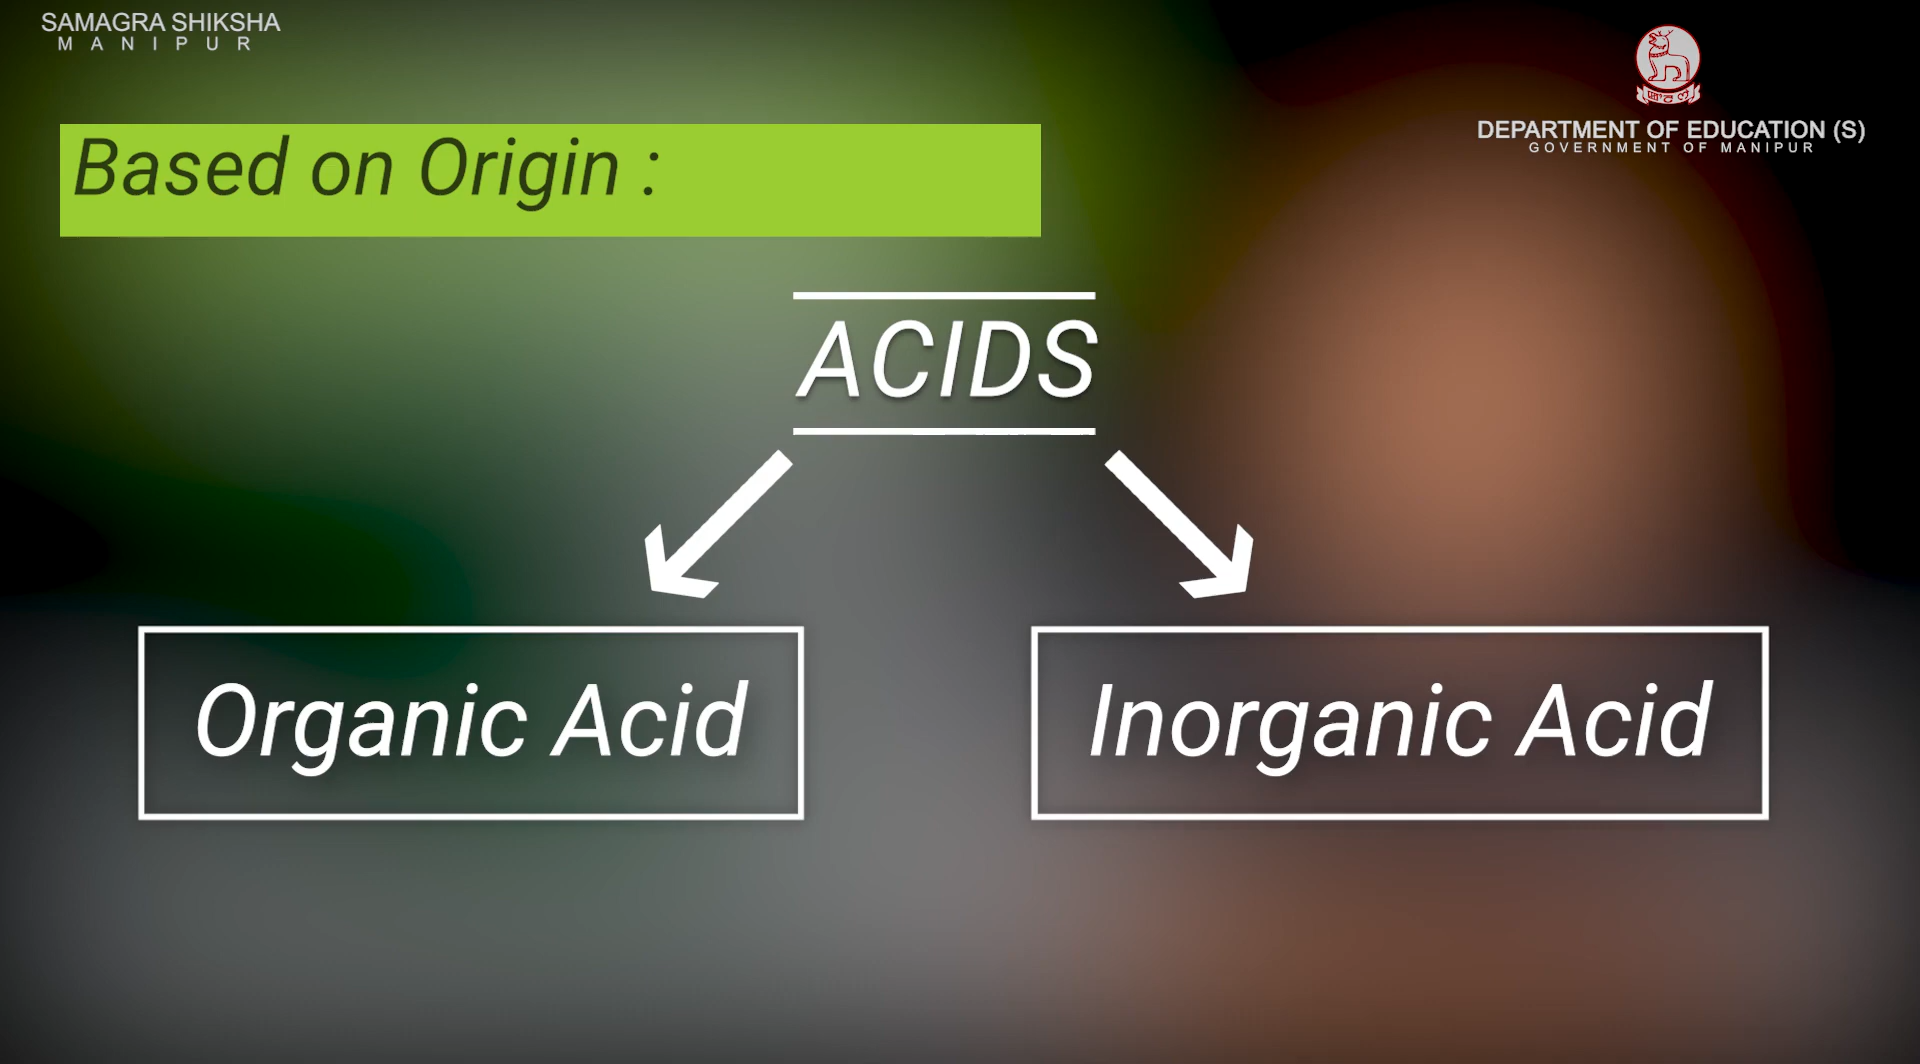 SAMAGRA SHIKSHA
MANIPUR
DEPARTMENT OF EDUCATION (S)
GOVERNMENT OF MANIPUR
Based on Origin :
ACIDS
Organic Acid
Inorganic Acid